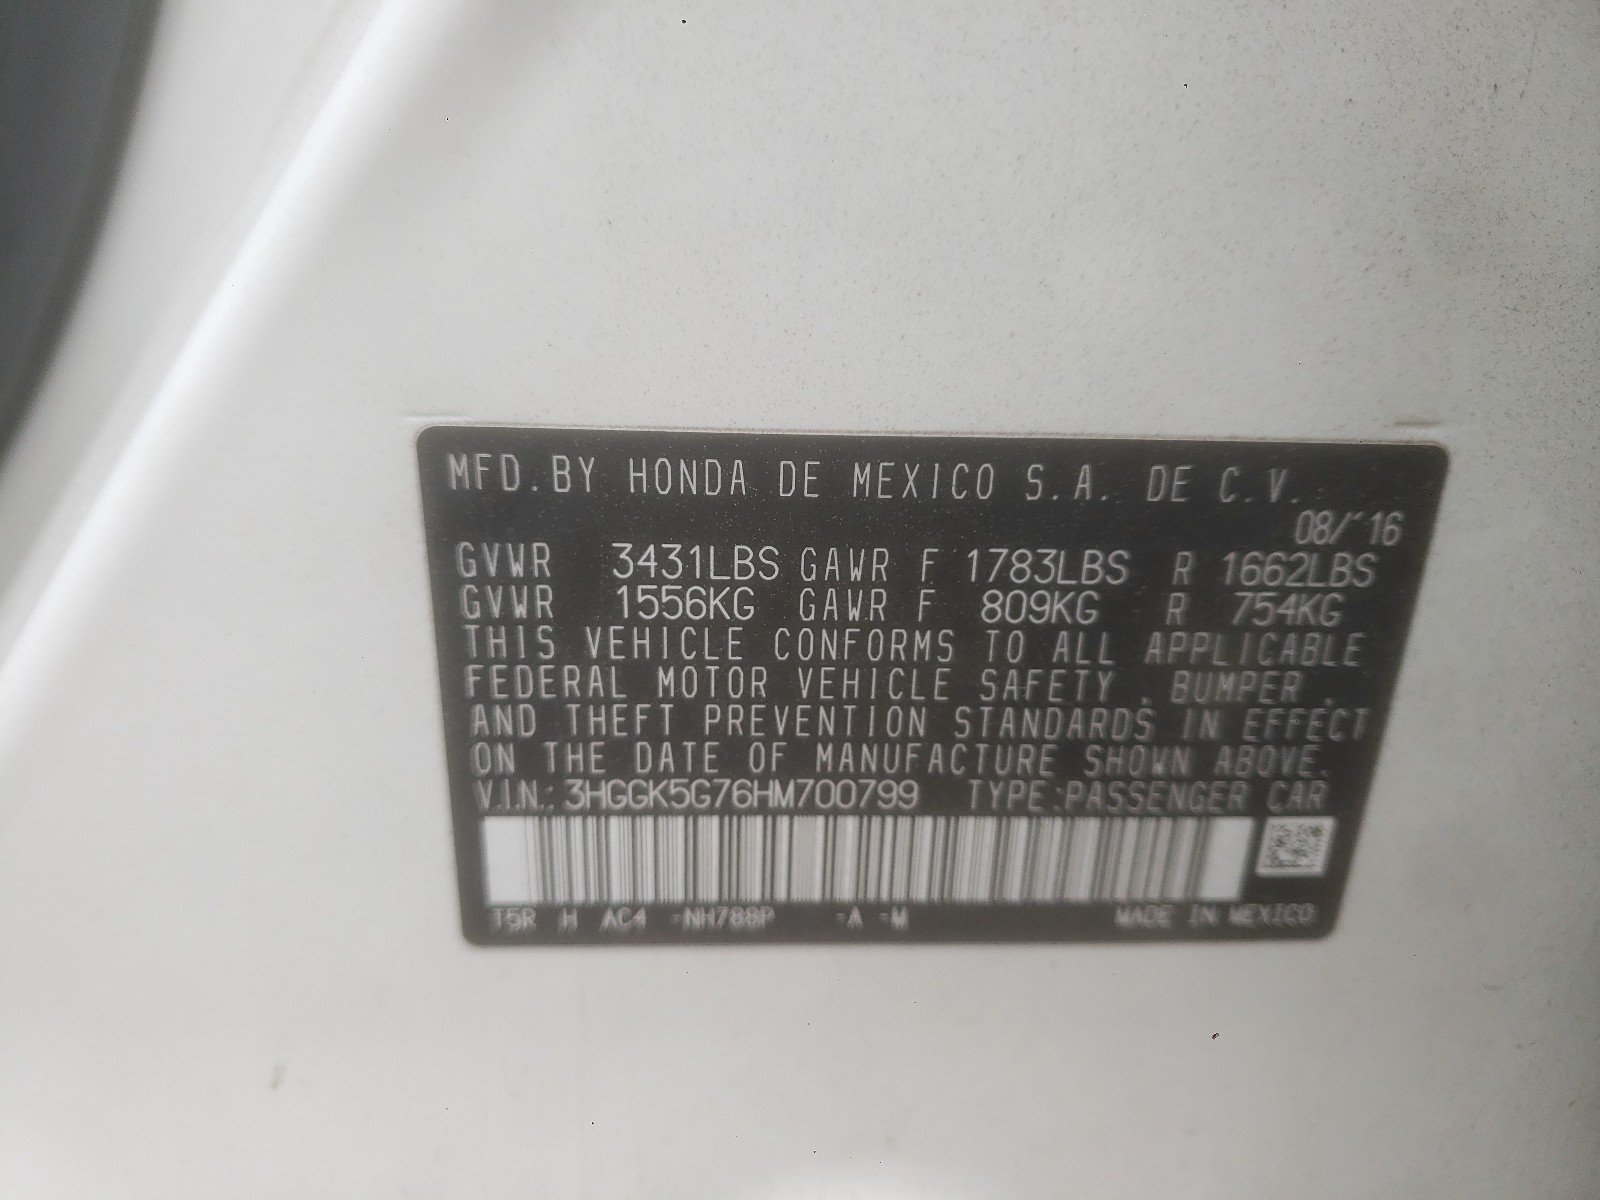 MFD. BY HONDA DE MEXICO S.A. DE C.V.
08/"16
GVWR 3431LBS GAWR F 1783LBS R 1662LBS
GVWR 1556KG GAWR F 809KG R 754KG
THIS VEHICLE CONFORMS TO ALL APPLICABLE
FEDERAL MOTOR VEHICLE SAFETY , BUMPER ,
AND THEFT PREVENTION STANDARDS IN EFFECT
ON THE DATE OF MANUFACTURE SHOWN ABOVE.
V.I.N.: 3HGGK5G76HM700799 TYPE:PASSENGER CAR
T5R H AC4 -NH788P -A -M MADE IN MEXICO